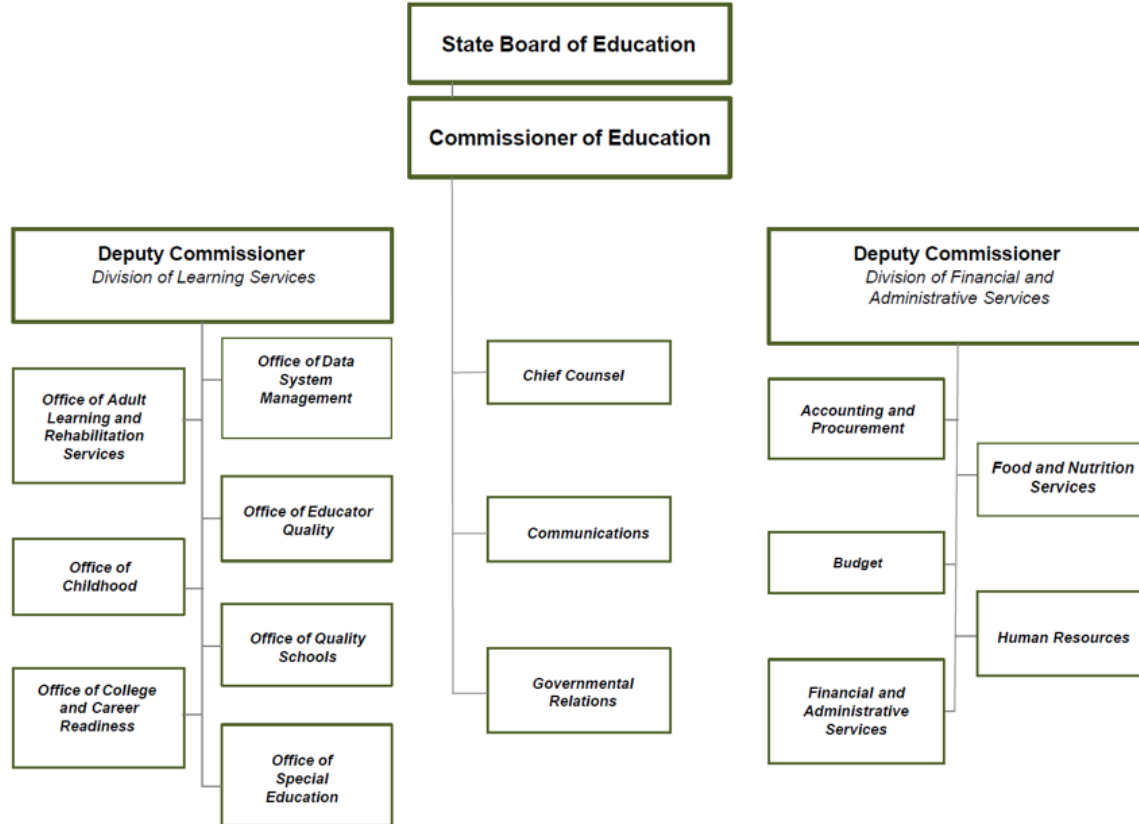 State Board of Education
Commissioner of Education
Deputy Commissioner
Division of Learning Services
Office of Adult
Learning and
Rehabilitation
Services
Office of Data
System
Management
Office of Educator
Quality
Office of
Childhood
Office of Quality
Schools
Office of College
and Career
Readiness
Office of
Special
Education
Chief Counsel
Communications
Governmental
Relations
Deputy Commissioner
Division of Financial and
Administrative Services
Accounting and
Procurement
Food and Nutrition
Services
Budget
Human Resources
Financial and
Administrative
Services